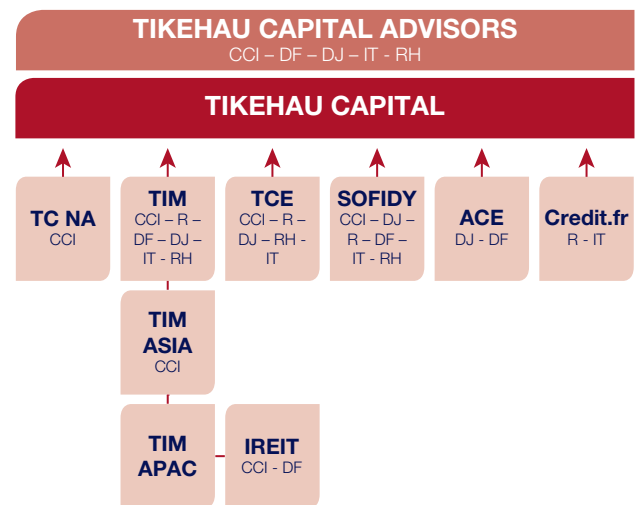 TIKEHAU CAPITAL ADVISORS
CCI – DF – DJ – IT - RH
TIKEHAU CAPITAL
TC NA
CCI
TIM
CCI – R –
DF – DJ –
IT - RH
TCE
CCI – R –
DJ – RH -
IT
SOFIDY
CCI – DJ –
R – DF –
IT - RH
ACE
DJ - DF
Credit.fr
R - IT
TIM
ASIA
CCI
TIM
APAC
IREIT
CCI - DF